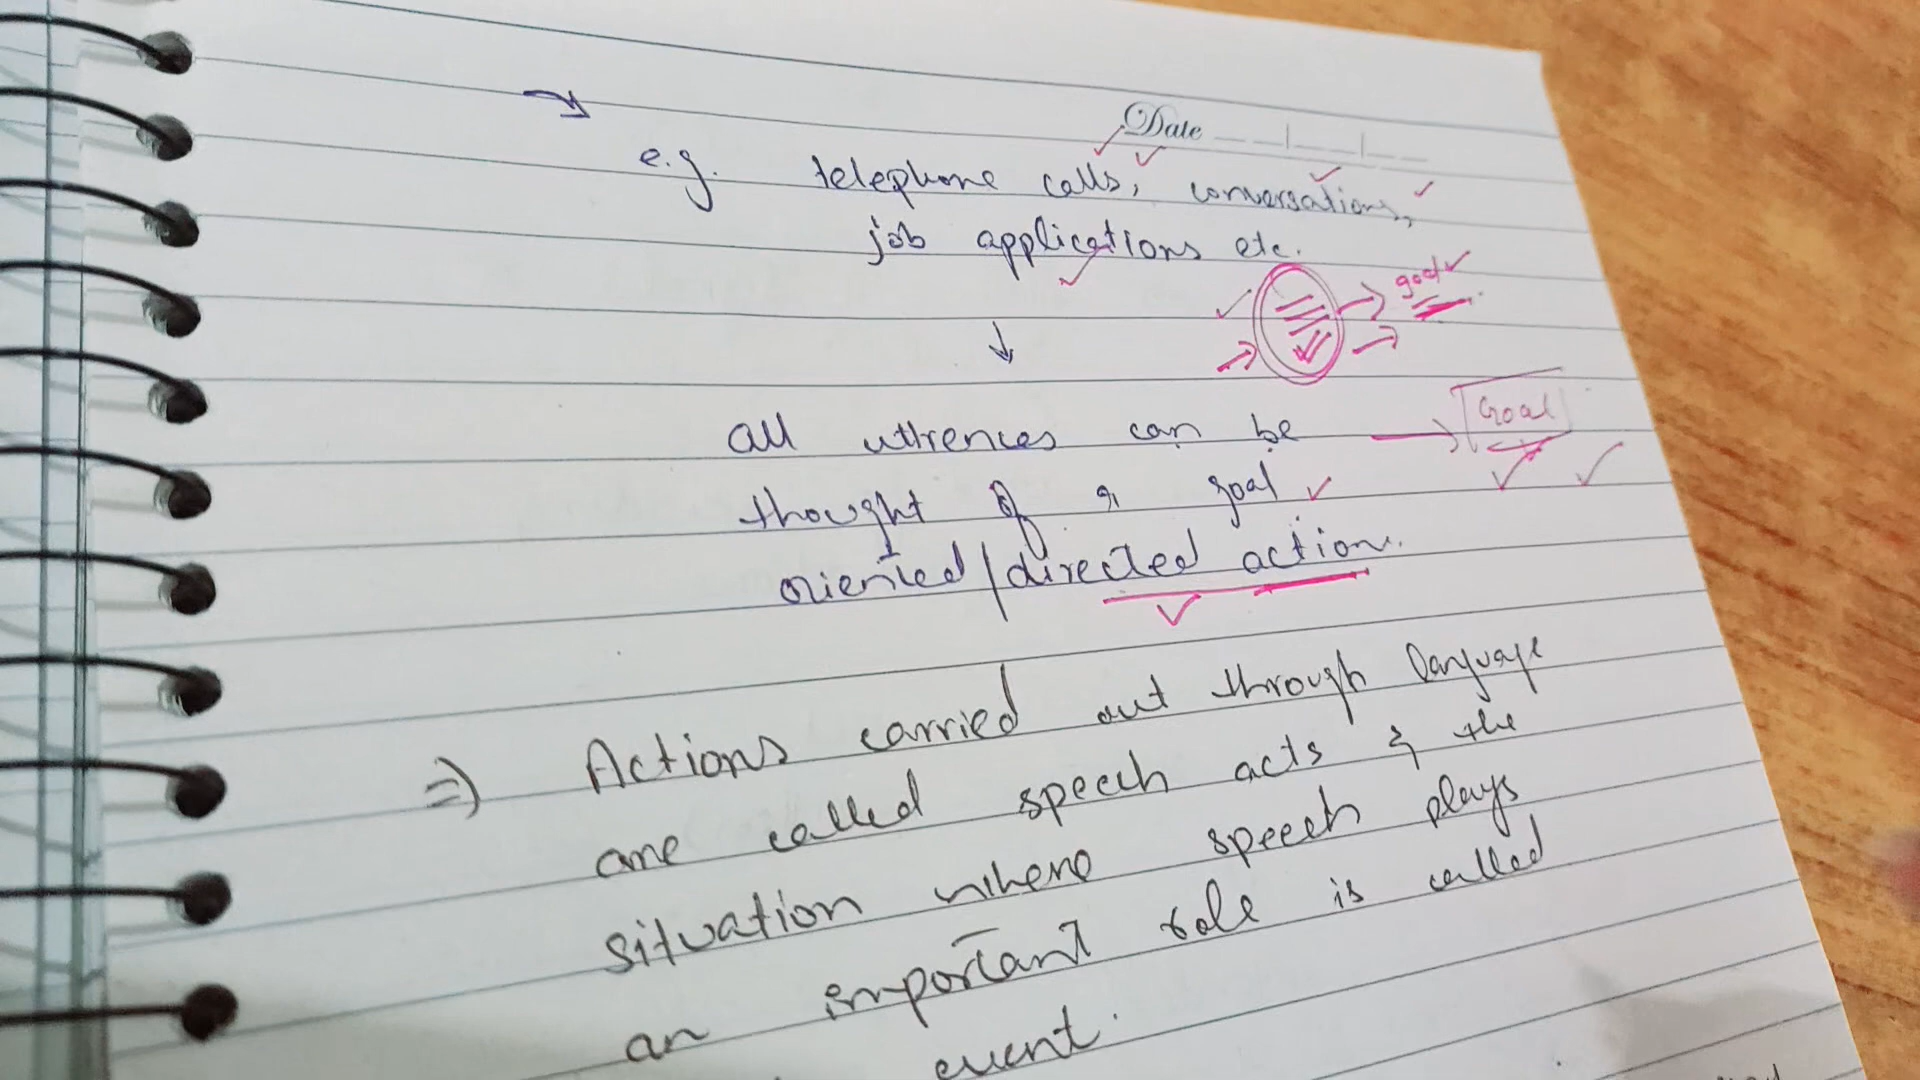 Date
e.g. telephone calls, conversations,
job applications etc.
goal
↓
all uttrences can be → Goal
thought of a goal
oriented/directed action.
⇒ Actions carried out through language
are called speech acts & the
situation where speech plays
an important role is called
event.